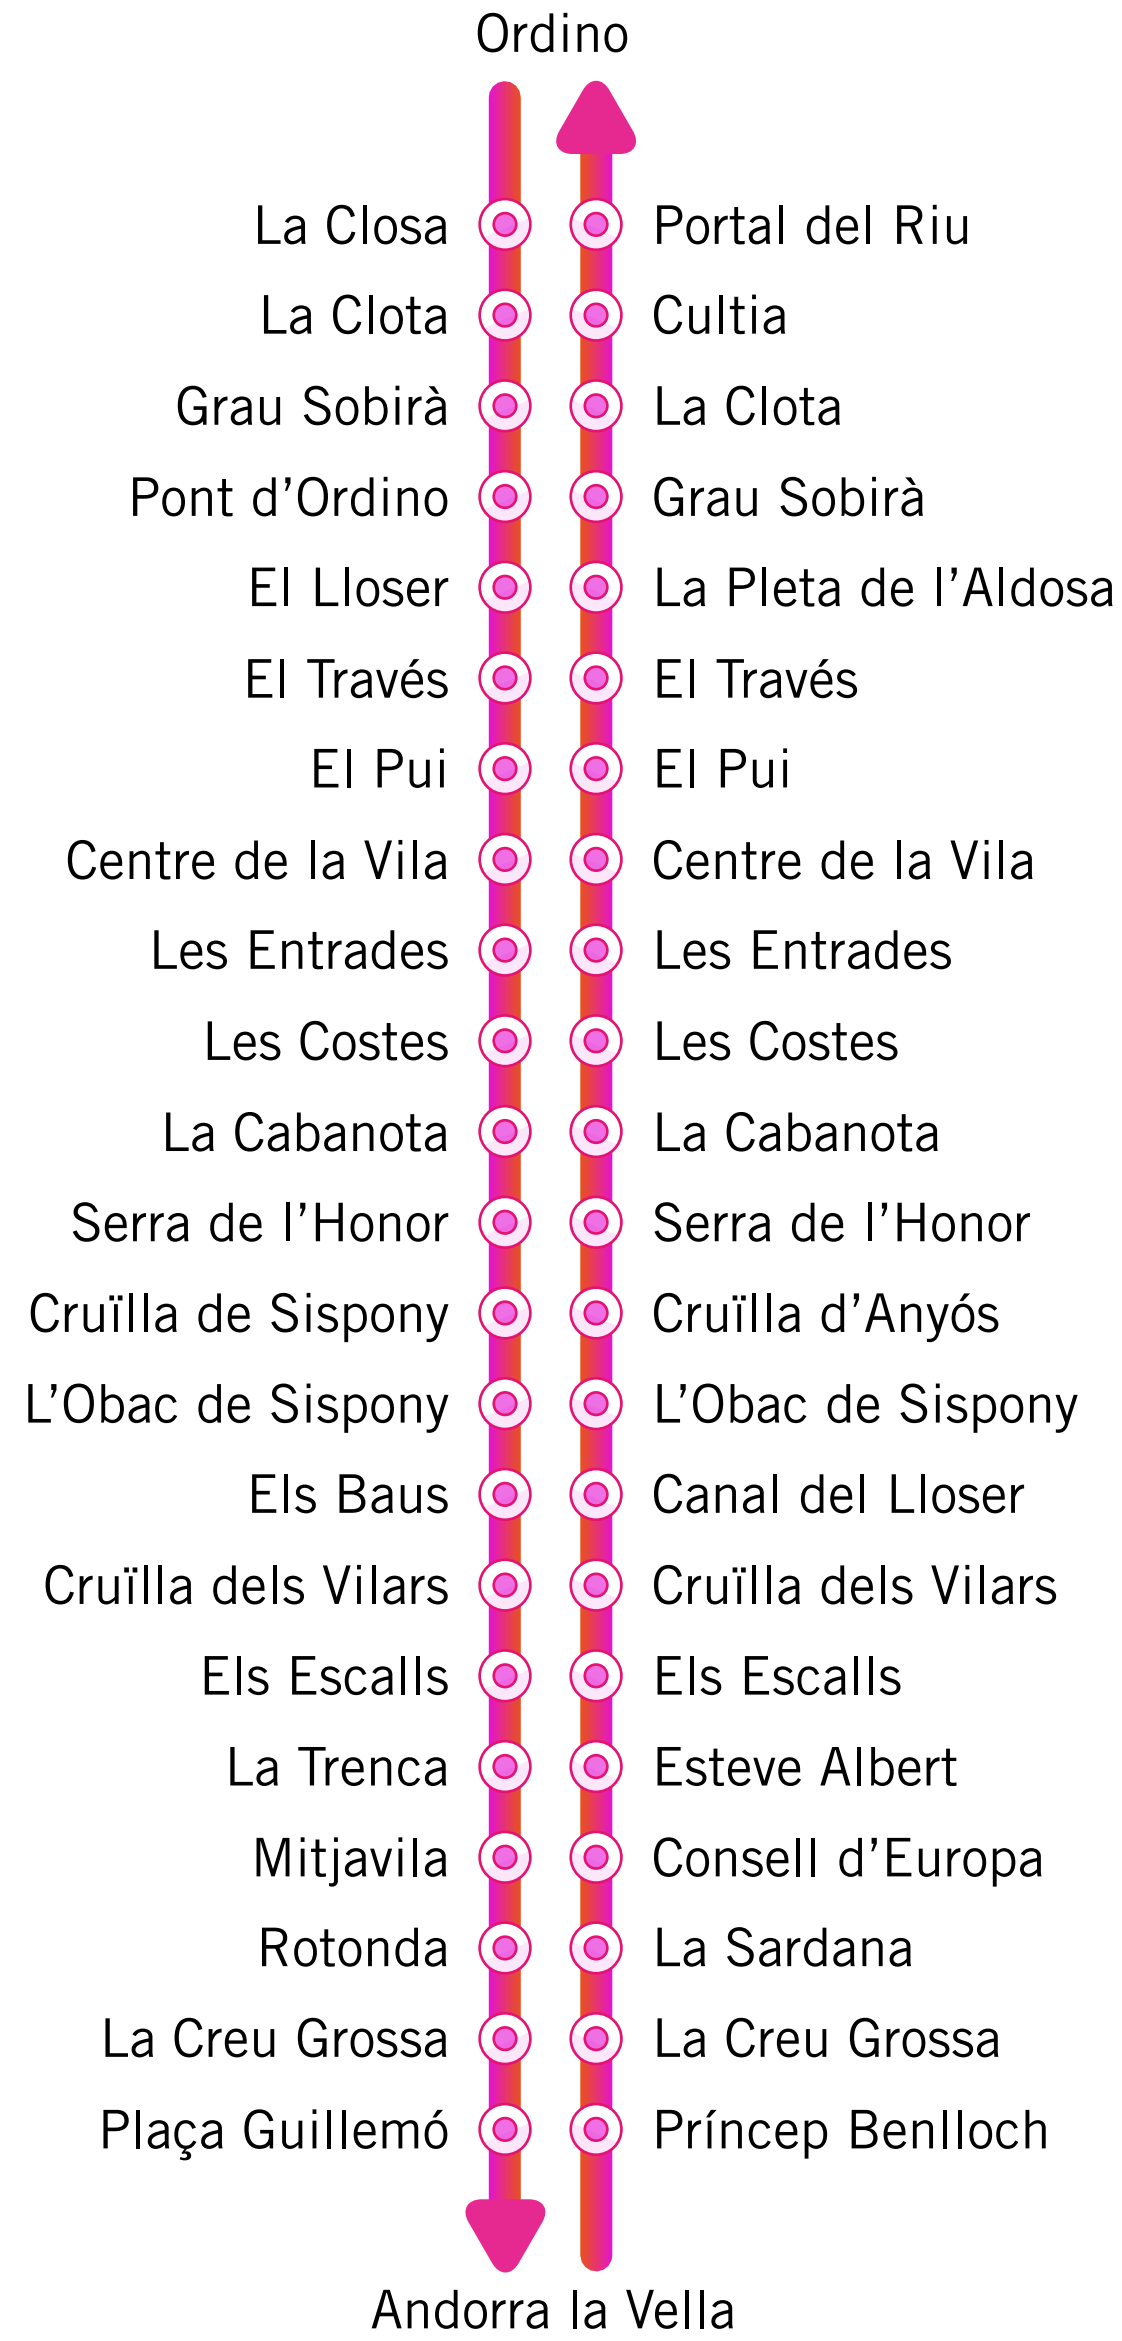 Ordino
La Closa
Portal del Riu
La Clota
Cultia
Grau Sobirà
La Clota
Pont d’Ordino
Grau Sobirà
El Lloser
La Pleta de l’Aldosa
El Través
El Través
El Pui
El Pui
Centre de la Vila
Centre de la Vila
Les Entrades
Les Entrades
Les Costes
Les Costes
La Cabanota
La Cabanota
Serra de l’Honor
Serra de l’Honor
Cruïlla de Sispony
Cruïlla d’Anyós
L’Obac de Sispony
L’Obac de Sispony
Els Baus
Canal del Lloser
Cruïlla dels Vilars
Cruïlla dels Vilars
Els Escalls
Els Escalls
La Trenca
Esteve Albert
Mitjavila
Consell d’Europa
Rotonda
La Sardana
La Creu Grossa
La Creu Grossa
Plaça Guillemó
Príncep Benlloch
Andorra la Vella